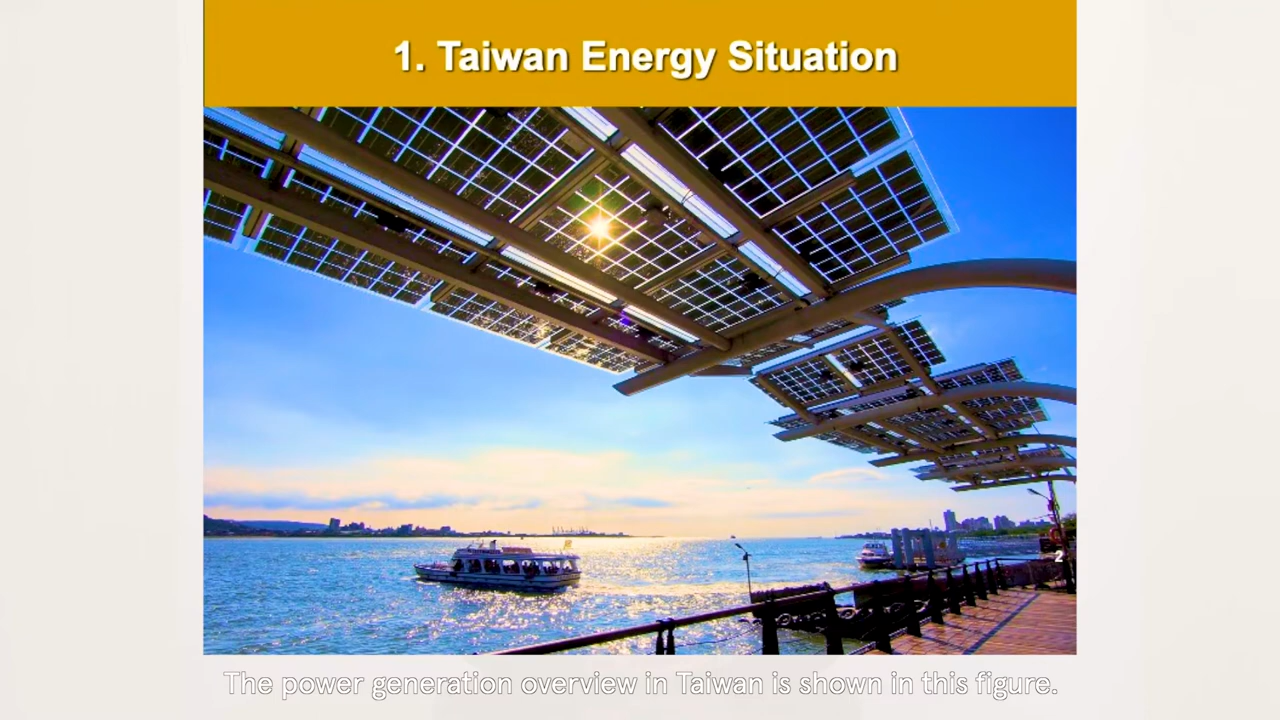 1. Taiwan Energy Situation
2
The power generation overview in Taiwan is shown in this figure.